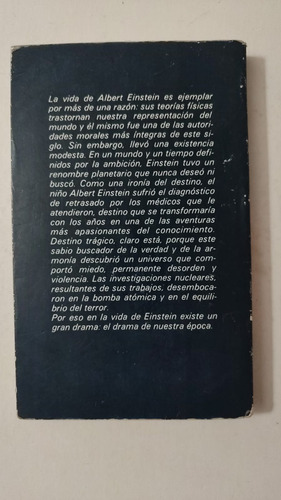 La vida de Albert Einstein es ejemplar
por más de una razón: sus teorías físicas
trastornan nuestra representación del
mundo y él mismo fue una de las autori-
dades morales más íntegras de este si-
glo. Sin embargo, llevó una existencia
modesta. En un mundo y un tiempo defi-
nidos por la ambición, Einstein tuvo un
renombre planetario que nunca deseó ni
buscó. Como una ironía del destino, el
niño Albert Einstein sufrió el diagnóstico
de retrasado por los médicos que le
atendieron, destino que se transformaría
con los años en una de las aventuras
más apasionantes del conocimiento.
Destino trágico, claro está, porque este
sabio buscador de la verdad y de la ar-
monía descubrió un universo que com-
portó miedo, permanente desorden y
violencia. Las investigaciones nucleares,
resultantes de sus trabajos, desemboca-
ron en la bomba atómica y en el equili-
brio del terror.
Por eso en la vida de Einstein existe un
gran drama: el drama de nuestra época.